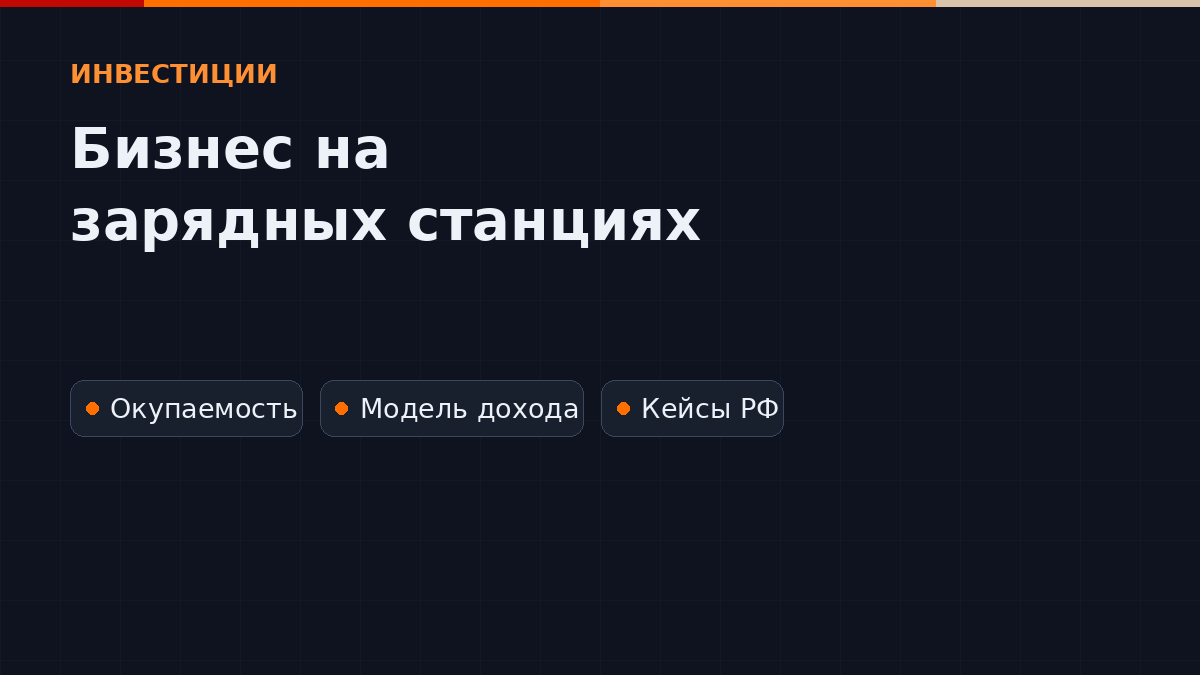 ИНВЕСТИЦИИ
Бизнес на
зарядных станциях
Окупаемость
Модель дохода
Кейсы РФ